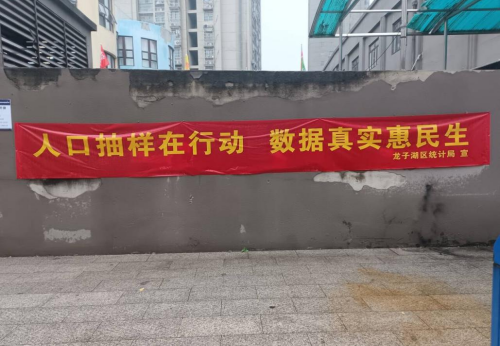 人口抽样在行动 数据真实惠民生
龙子湖区统计局 宣